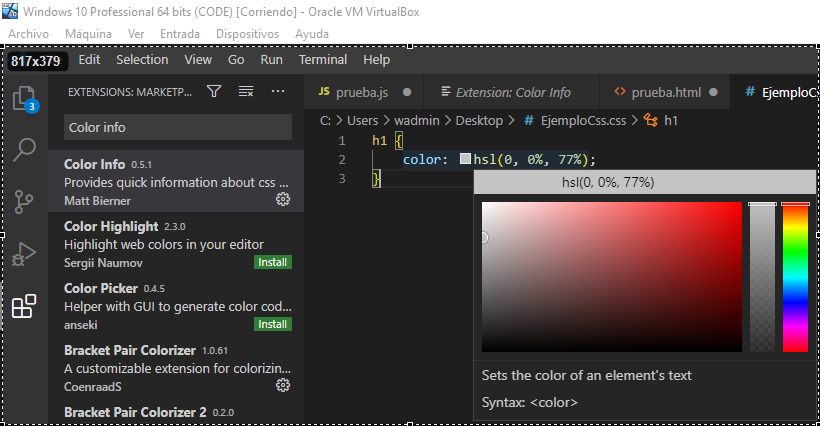 Windows 10 Professional 64 bits (CODE) [Corriendo] - Oracle VM VirtualBox
Archivo Máquina Ver Entrada Dispositivos Ayuda
817x379 Edit Selection View Go Run Terminal Help
EXTENSIONS: MARKETP... ···
JS prueba.js Extension: Color Info <> prueba.html # EjemploCs
3
Color info
C: > Users > wadmin > Desktop > # EjemploCss.css > h1
1 h1 {
2 color: hsl(0, 0%, 77%);
3 }
hsl(0, 0%, 77%)
Sets the color of an element's text
Syntax: <color>
Color Info 0.5.1
Provides quick information about css ...
Matt Bierner
Color Highlight 2.3.0
Highlight web colors in your editor
Sergii Naumov Install
Color Picker 0.4.5
Helper with GUI to generate color cod...
anseki Install
Bracket Pair Colorizer 1.0.61
A customizable extension for colorizin...
CoenraadS
Bracket Pair Colorizer 2 0.2.0